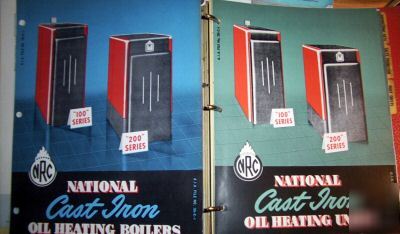 "100" SERIES
"200" SERIES
NRC
NATIONAL
Cast Iron
OIL HEATING BOILERS
"100" SERIES
"200" SERIES
NRC
NATIONAL
Cast Iron
OIL HEATING